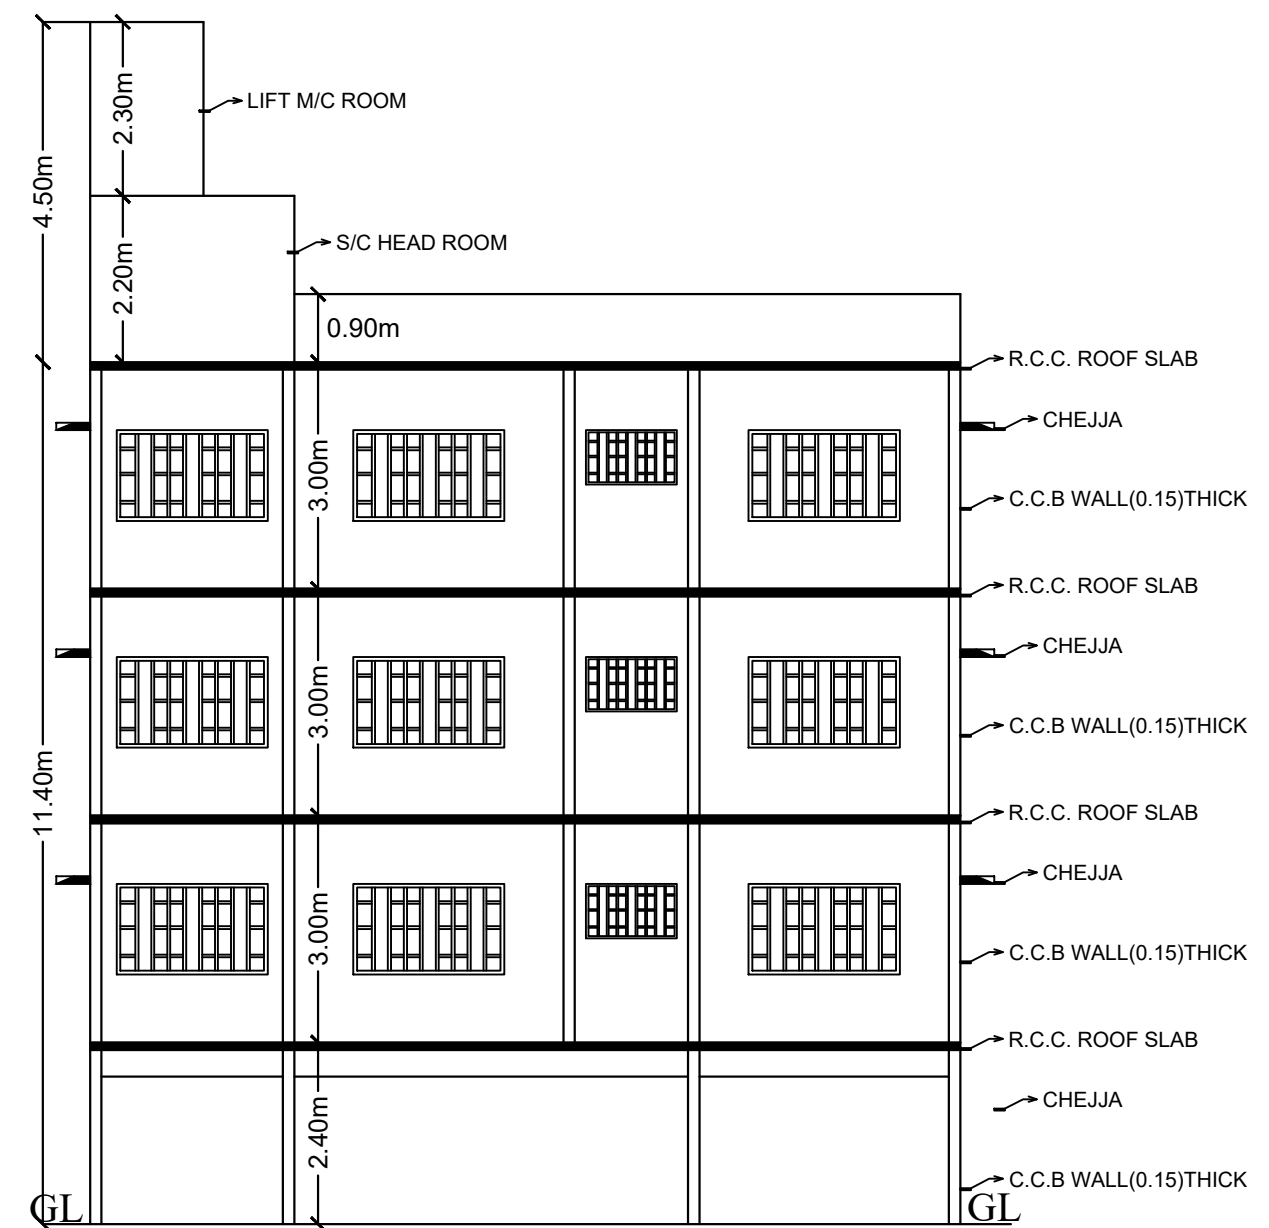 2.30m
LIFT M/C ROOM
4.50m
S/C HEAD ROOM
2.20m
0.90m
R.C.C. ROOF SLAB
CHEJJA
3.00m
C.C.B WALL(0.15)THICK
R.C.C. ROOF SLAB
CHEJJA
3.00m
C.C.B WALL(0.15)THICK
11.40m
R.C.C. ROOF SLAB
CHEJJA
3.00m
C.C.B WALL(0.15)THICK
R.C.C. ROOF SLAB
CHEJJA
2.40m
C.C.B WALL(0.15)THICK
GL
GL